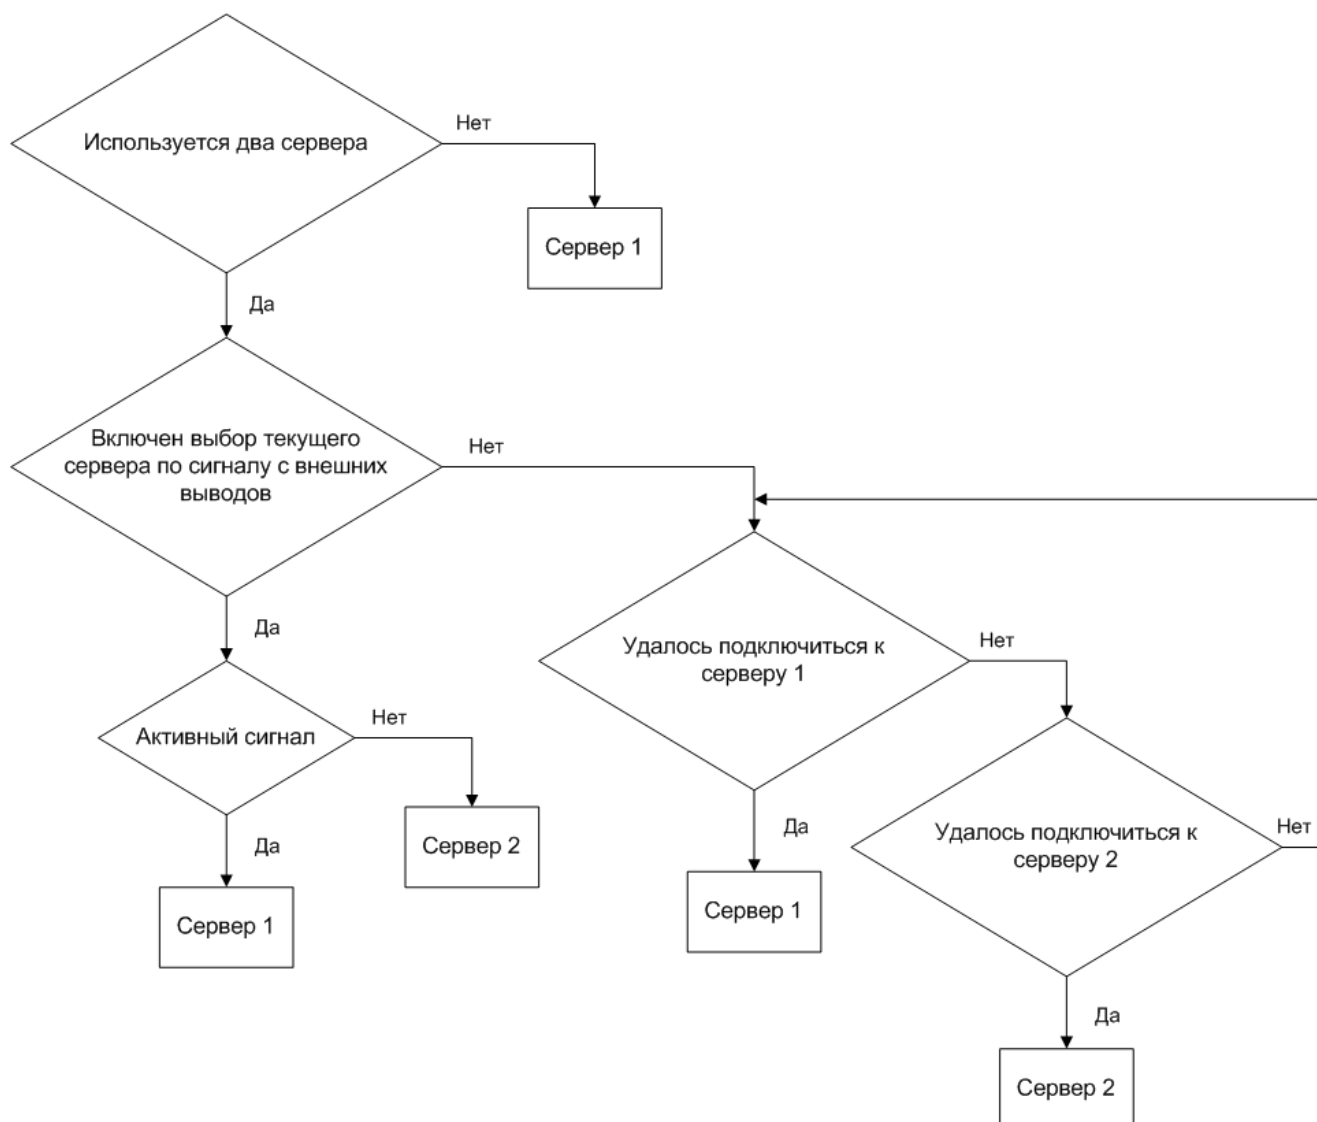 Используется два сервера
Нет
Сервер 1
Да
Включен выбор текущего
сервера по сигналу с внешних
выводов
Нет
Да
Удалось подключиться к
серверу 1
Нет
Активный сигнал
Нет
Да
Сервер 2
Сервер 1
Да
Сервер 1
Удалось подключиться к
серверу 2
Нет
Да
Сервер 2